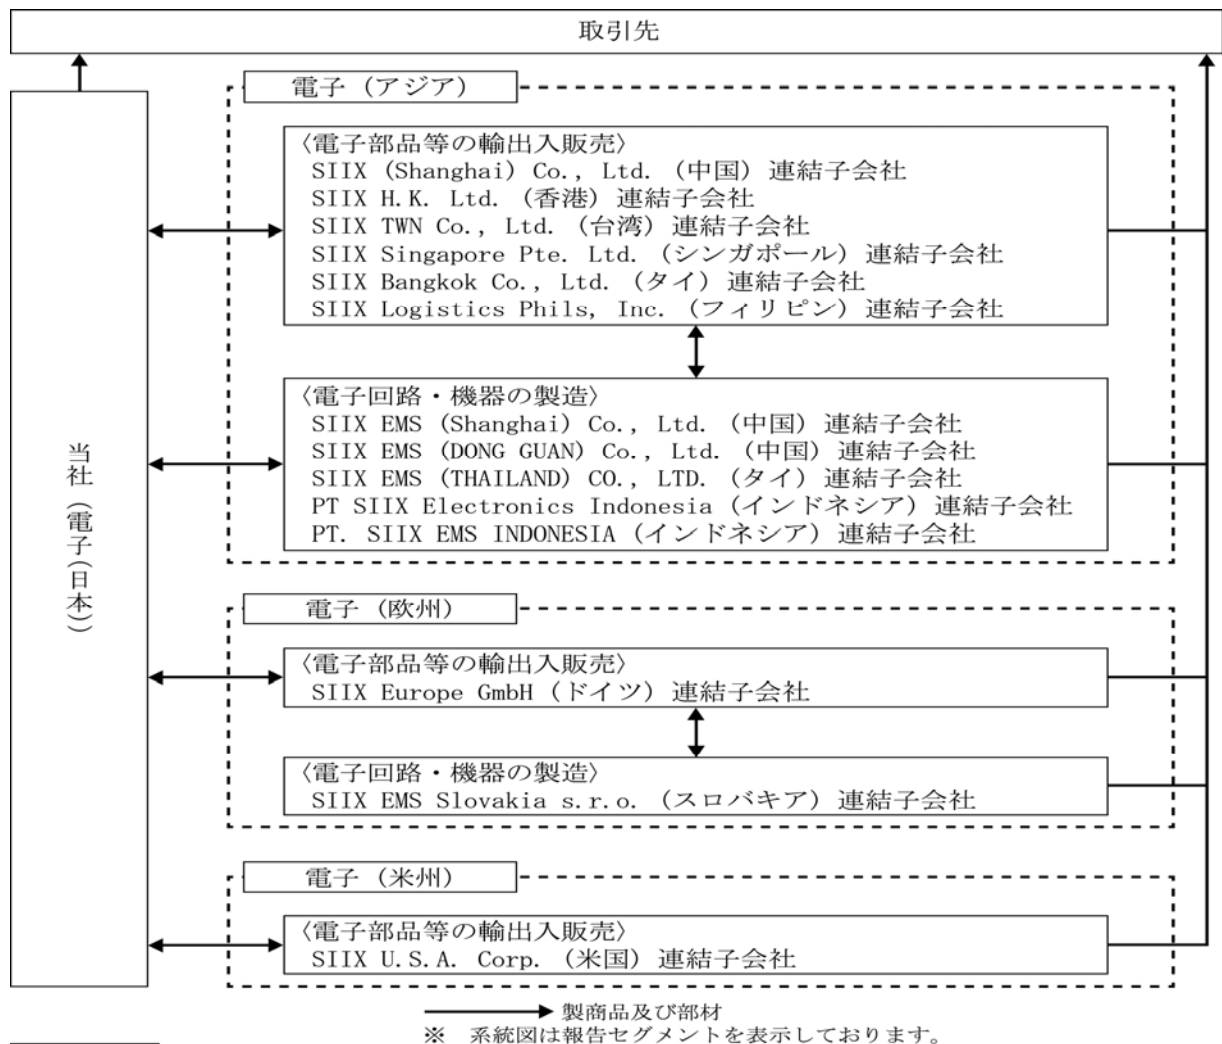 取引先
電子（アジア）
〈電子部品等の輸出入販売〉
SIIX (Shanghai) Co., Ltd.（中国）連結子会社
SIIX H.K. Ltd.（香港）連結子会社
SIIX TWN Co., Ltd.（台湾）連結子会社
SIIX Singapore Pte. Ltd.（シンガポール）連結子会社
SIIX Bangkok Co., Ltd.（タイ）連結子会社
SIIX Logistics Phils, Inc.（フィリピン）連結子会社
〈電子回路・機器の製造〉
SIIX EMS (Shanghai) Co., Ltd.（中国）連結子会社
SIIX EMS (DONG GUAN) Co., Ltd.（中国）連結子会社
SIIX EMS (THAILAND) CO., LTD.（タイ）連結子会社
PT SIIX Electronics Indonesia（インドネシア）連結子会社
PT. SIIX EMS INDONESIA（インドネシア）連結子会社
当社（電子（日本））
電子（欧州）
〈電子部品等の輸出入販売〉
SIIX Europe GmbH（ドイツ）連結子会社
〈電子回路・機器の製造〉
SIIX EMS Slovakia s.r.o.（スロバキア）連結子会社
電子（米州）
〈電子部品等の輸出入販売〉
SIIX U.S.A. Corp.（米国）連結子会社
製商品及び部材
※　系統図は報告セグメントを表示しております。